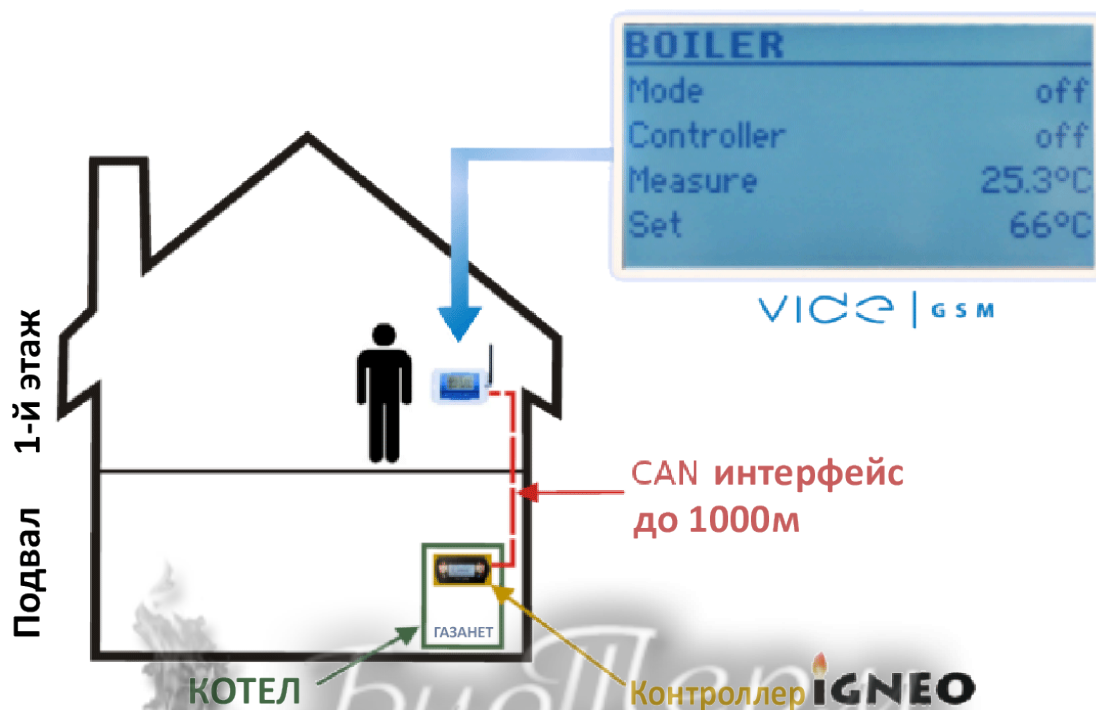 BOILER
Mode off
Controller off
Measure 25.3°C
Set 66°C
VIDE | GSM
1-й этаж
CAN интерфейс
до 1000м
Подвал
ГАЗАНЕТ
КОТЕЛ
Контроллер iGNEO